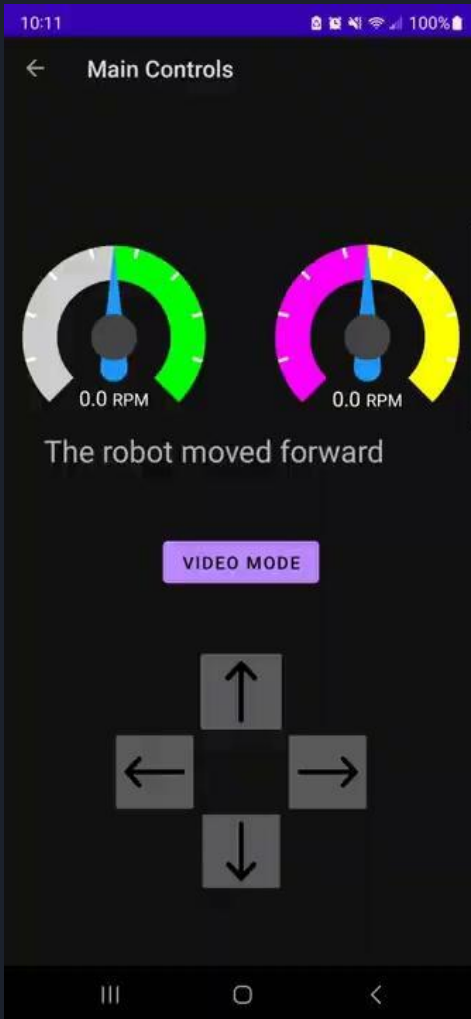 10:11
100%
Main Controls
0.0 RPM
0.0 RPM
The robot moved forward
VIDEO MODE